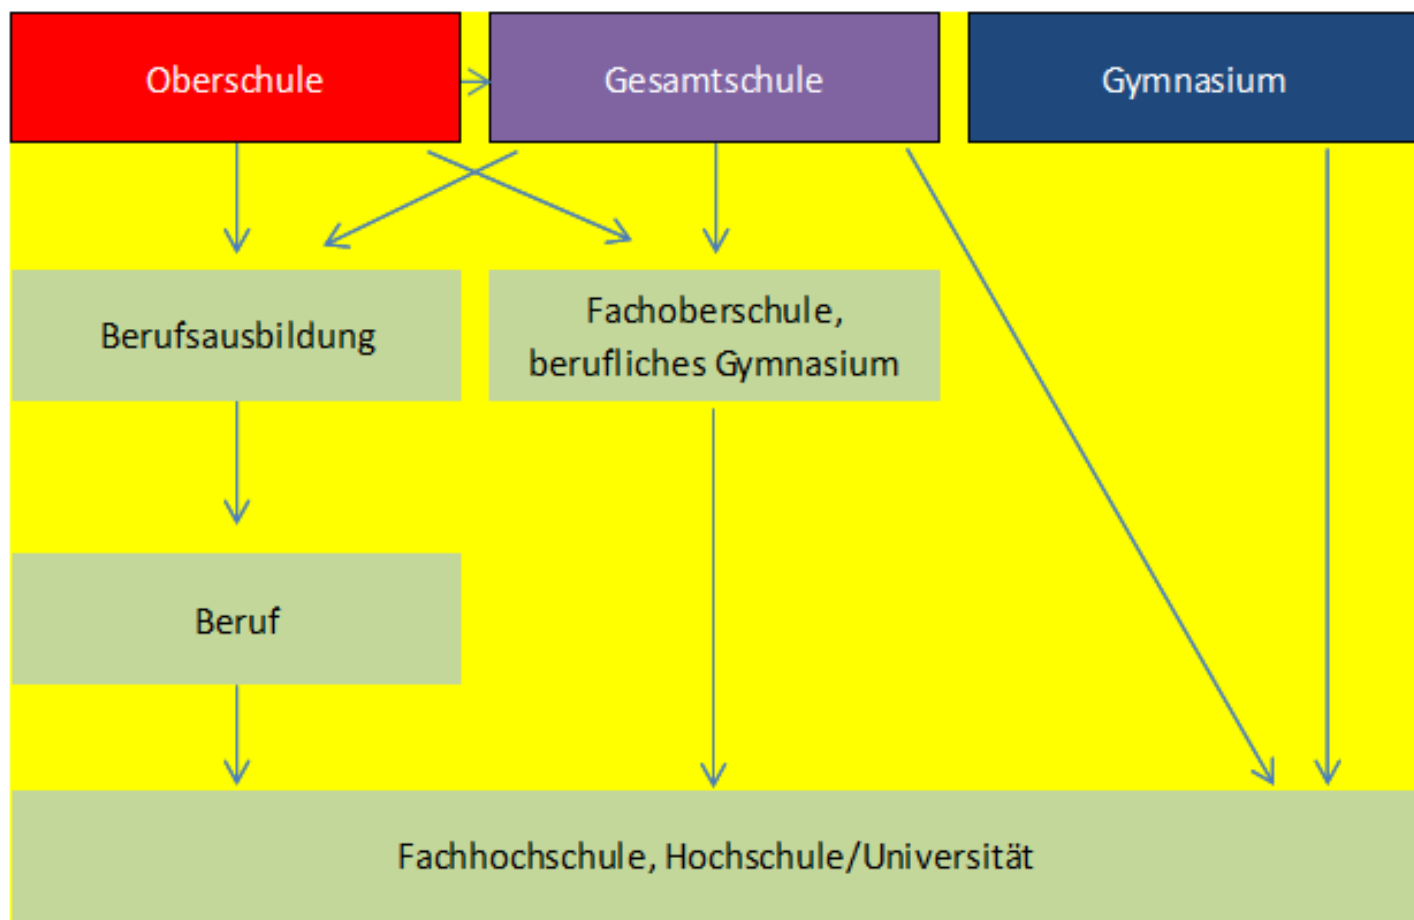 Oberschule
Gesamtschule
Gymnasium
Berufsausbildung
Fachoberschule,
berufliches Gymnasium
Beruf
Fachhochschule, Hochschule/Universität